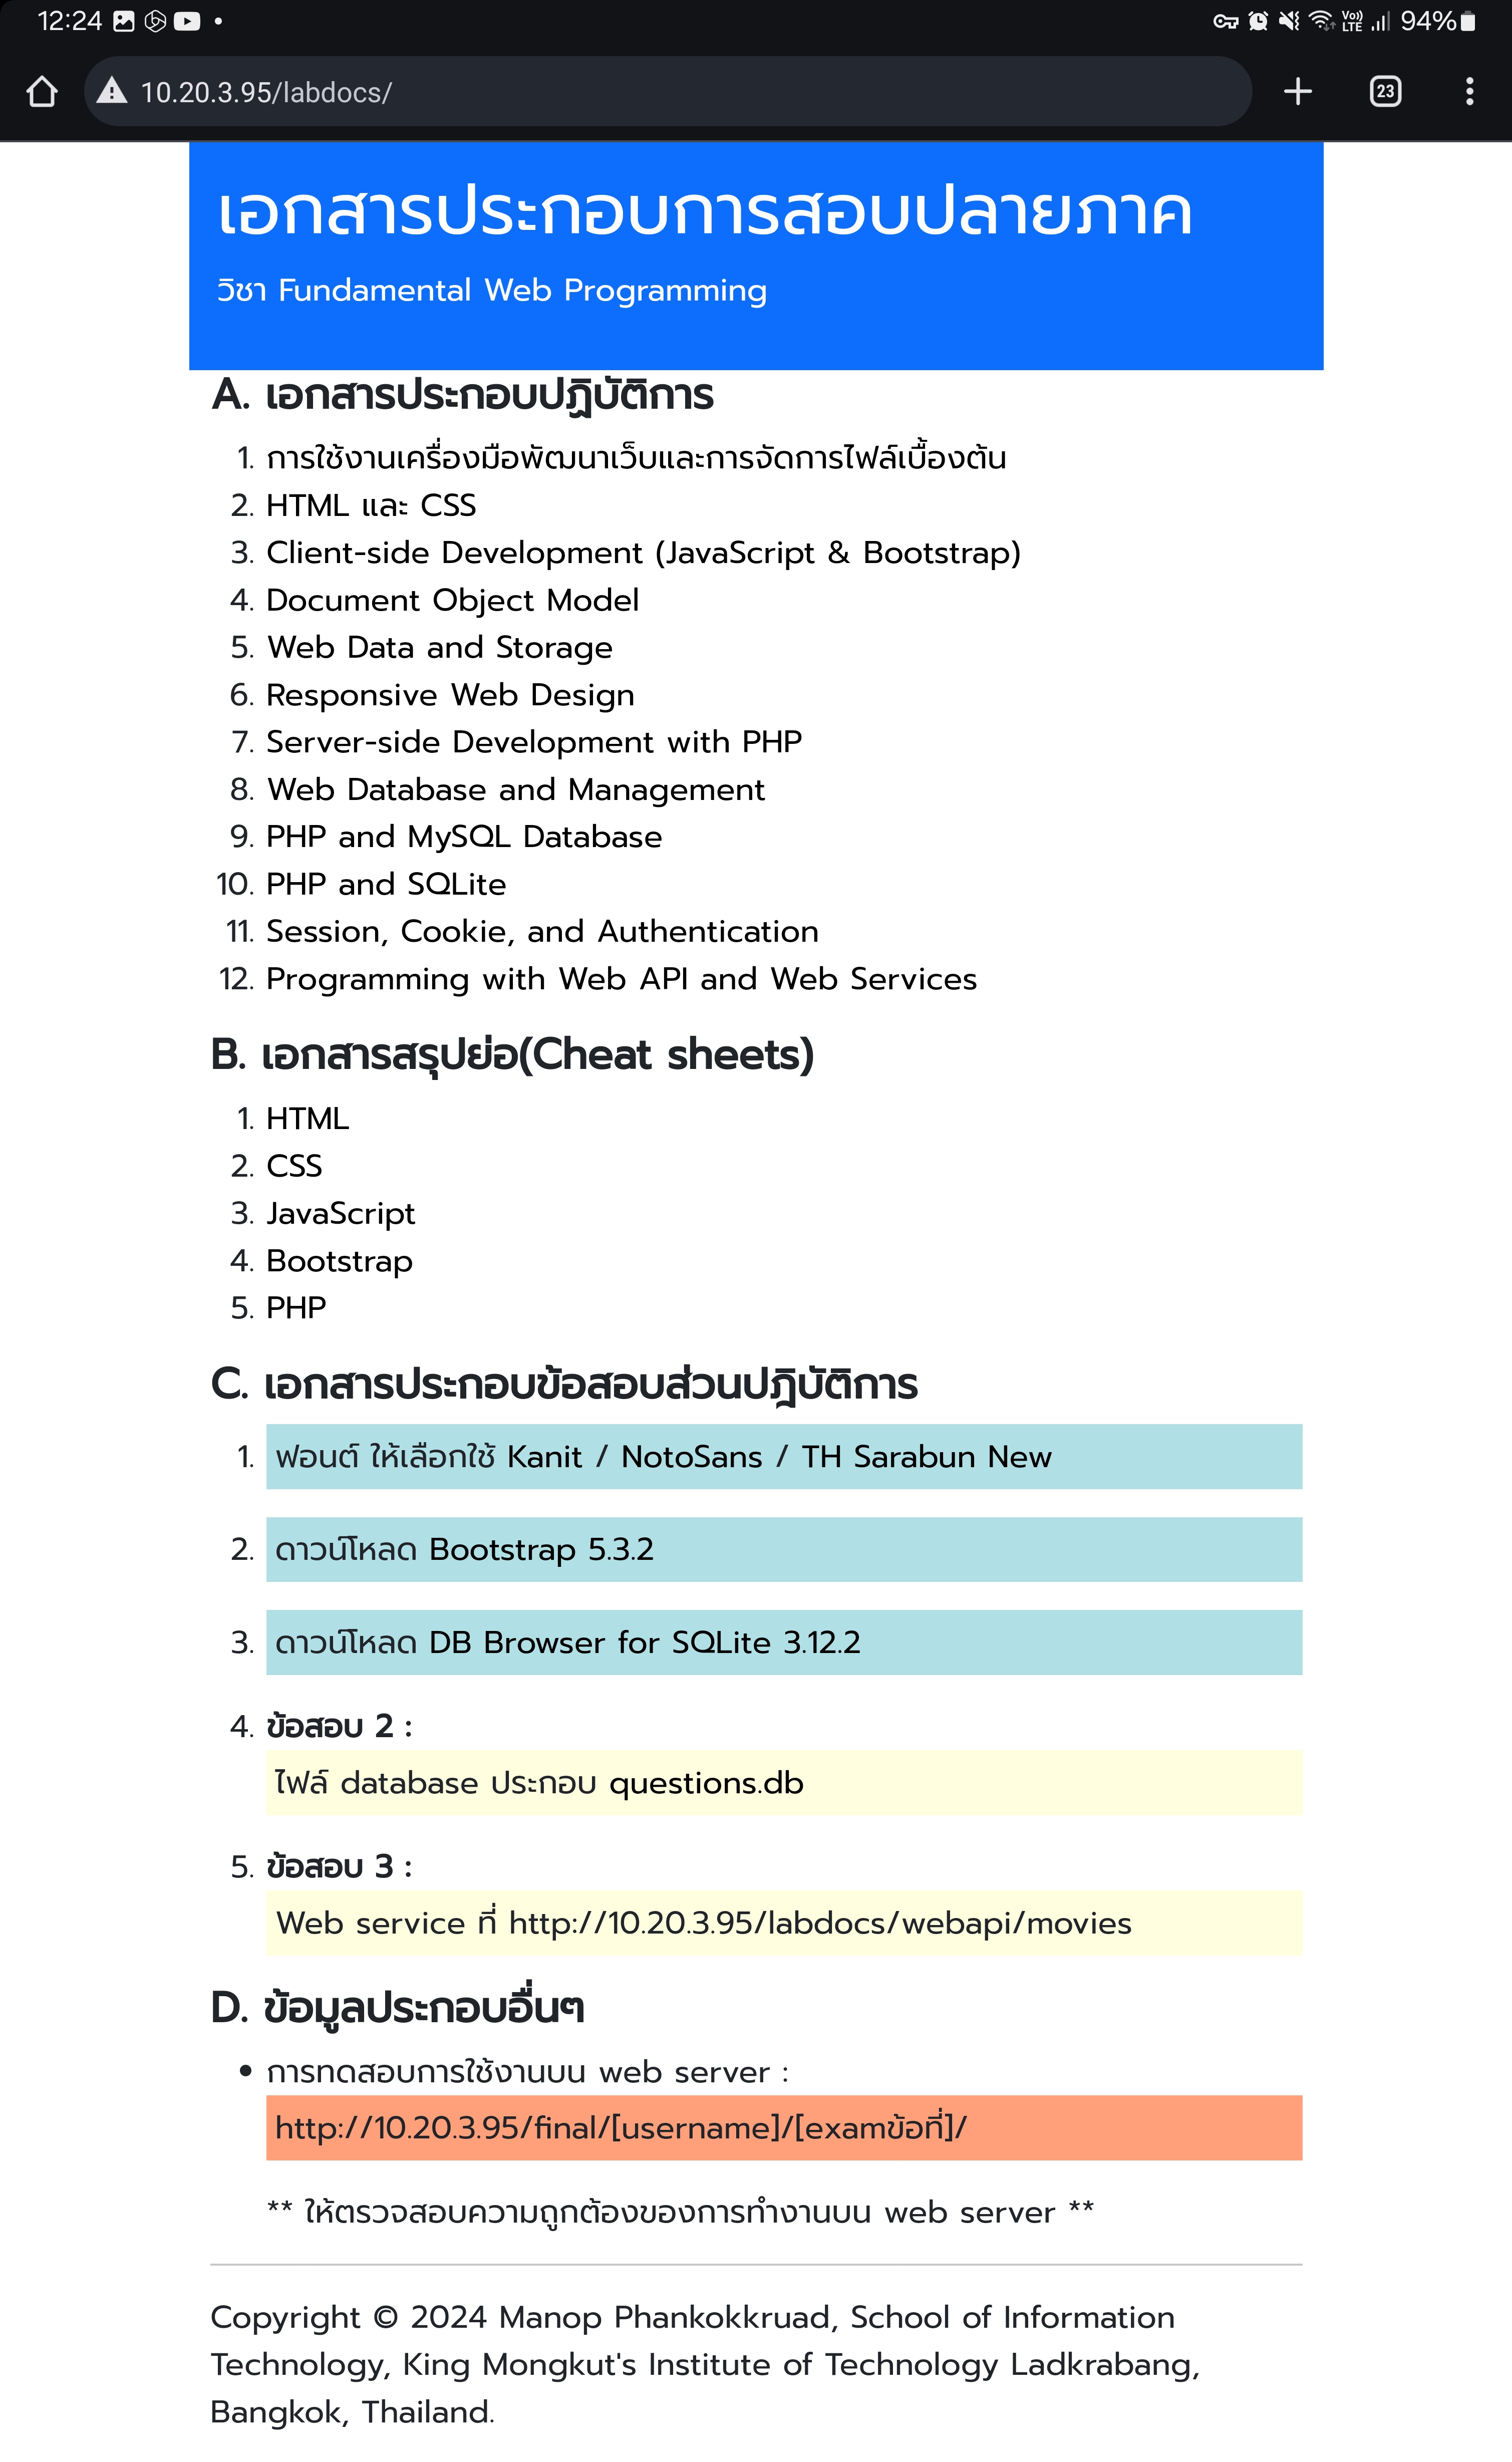 12:24
Vo)) LTE
94%
10.20.3.95/labdocs/
23
เอกสารประกอบการสอบปลายภาค
วิชา Fundamental Web Programming
A. เอกสารประกอบปฏิบัติการ
1. การใช้งานเครื่องมือพัฒนาเว็บและการจัดการไฟล์เบื้องต้น
2. HTML และ CSS
3. Client-side Development (JavaScript & Bootstrap)
4. Document Object Model
5. Web Data and Storage
6. Responsive Web Design
7. Server-side Development with PHP
8. Web Database and Management
9. PHP and MySQL Database
10. PHP and SQLite
11. Session, Cookie, and Authentication
12. Programming with Web API and Web Services
B. เอกสารสรุปย่อ(Cheat sheets)
1. HTML
2. CSS
3. JavaScript
4. Bootstrap
5. PHP
C. เอกสารประกอบข้อสอบส่วนปฎิบัติการ
1. ฟอนต์ ให้เลือกใช้ Kanit / NotoSans / TH Sarabun New
2. ดาวน์โหลด Bootstrap 5.3.2
3. ดาวน์โหลด DB Browser for SQLite 3.12.2
4. ข้อสอบ 2 :
ไฟล์ database ประกอบ questions.db
5. ข้อสอบ 3 :
Web service ที่ http://10.20.3.95/labdocs/webapi/movies
D. ข้อมูลประกอบอื่นๆ
• การทดสอบการใช้งานบน web server :
http://10.20.3.95/final/[username]/[examข้อที่]/
** ให้ตรวจสอบความถูกต้องของการทำงานบน web server **
Copyright © 2024 Manop Phankokkruad, School of Information
Technology, King Mongkut's Institute of Technology Ladkrabang,
Bangkok, Thailand.